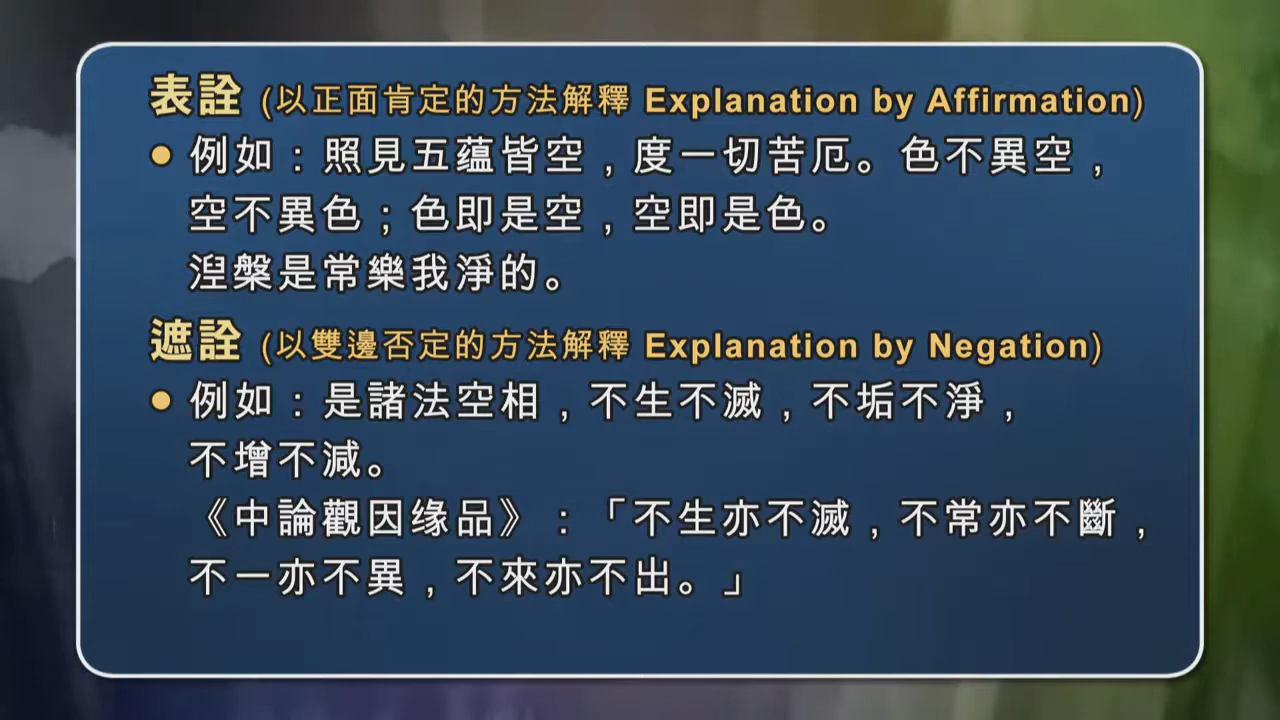 表詮 (以正面肯定的方法解釋 Explanation by Affirmation)
● 例如：照見五蘊皆空，度一切苦厄。色不異空，
空不異色；色即是空，空即是色。
涅槃是常樂我淨的。
遮詮 (以雙邊否定的方法解釋 Explanation by Negation)
● 例如：是諸法空相，不生不滅，不垢不淨，
不增不減。
《中論觀因缘品》：「不生亦不滅，不常亦不斷，
不一亦不異，不來亦不出。」